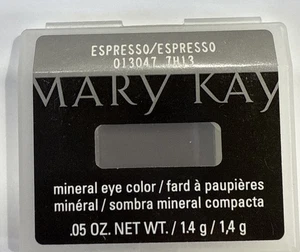 ESPRESSO/ESPRESSO
013047 7H13
MARY KAY
mineral eye color / fard à paupières
minéral / sombra mineral compacta
.05 OZ. NET WT. / 1.4 g / 1,4 g